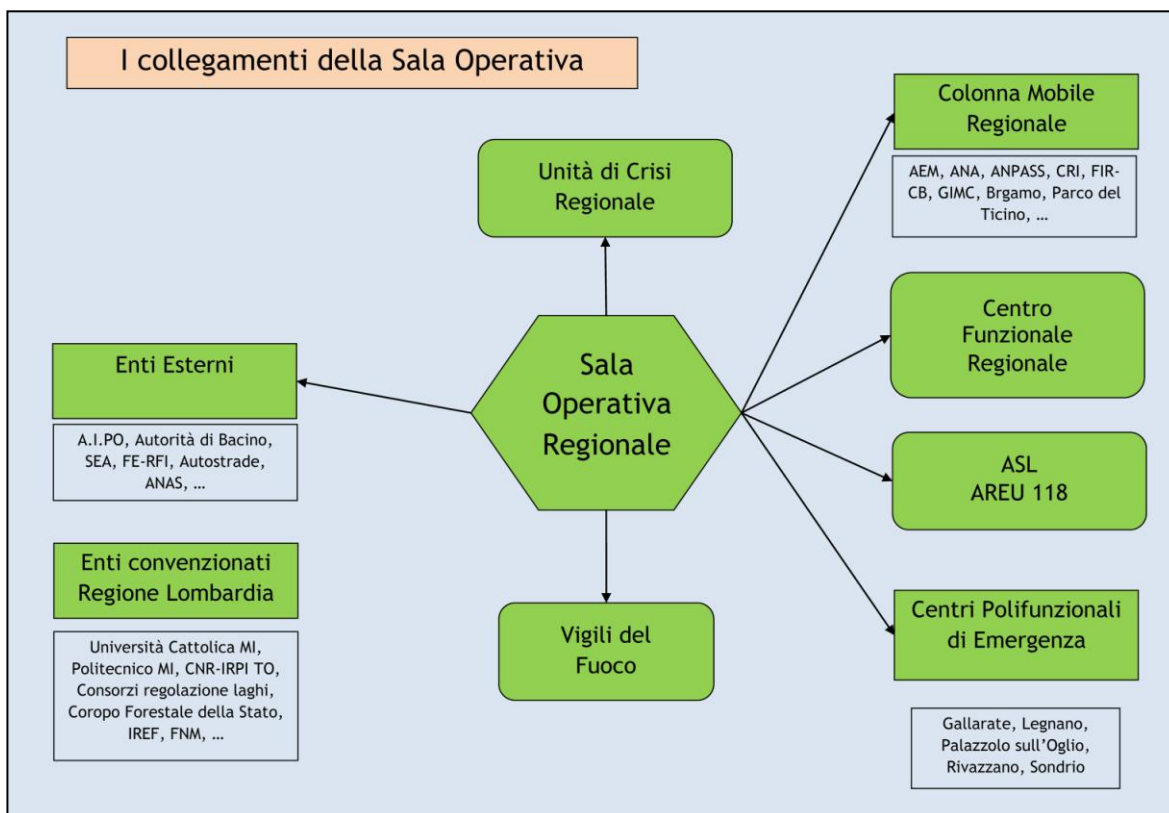 I collegamenti della Sala Operativa
Unità di Crisi
Regionale
Colonna Mobile
Regionale
AEM, ANA, ANPASS, CRI, FIR-
CB, GIMC, Brgamo, Parco del
Ticino, ...
Centro
Funzionale
Regionale
Sala
Operativa
Regionale
Enti Esterni
A.I.PO, Autorità di Bacino,
SEA, FE-RFI, Autostrade,
ANAS, ...
ASL
AREU 118
Enti convenzionati
Regione Lombardia
Università Cattolica MI,
Politecnico MI, CNR-IRPI TO,
Consorzi regolazione laghi,
Coropo Forestale della Stato,
IREF, FNM, ...
Vigili del
Fuoco
Centri Polifunzionali
di Emergenza
Gallarate, Legnano,
Palazzolo sull'Oglio,
Rivazzano, Sondrio